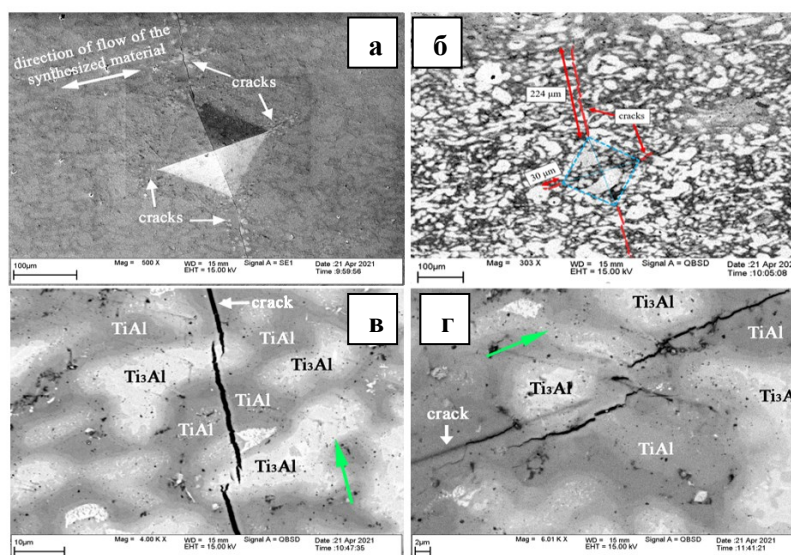 а
direction of flow of the
synthesized material
cracks
cracks
100µm
Mag = 500 X
WD = 15 mm
EHT = 15.00 kV
Signal A = SE1
Date :21 Apr 2021
Time :9:59:56
б
224 µm
cracks
30 µm
100µm
Mag = 303 X
WD = 15 mm
EHT = 15.00 kV
Signal A = QBSD
Date :21 Apr 202
Time :10:05:08
в
crack
TiAl
TiAl
Ti₃Al
Ti₃Al
TiAl
TiAl
Ti₃Al
10µm
Mag = 4.00 K X
WD = 15 mm
EHT = 15.00 kV
Signal A = QBSD
Date :21 Apr 2021
Time :10:47:35
г
Ti₃Al
TiAl
Ti₃Al
Ti₃A
crack
TiAl
2µm
Mag = 6.01 K X
WD = 15 mm
EHT = 15.00 kV
Signal A = QBSD
Date :21 Apr 2021
Time :11:41:21